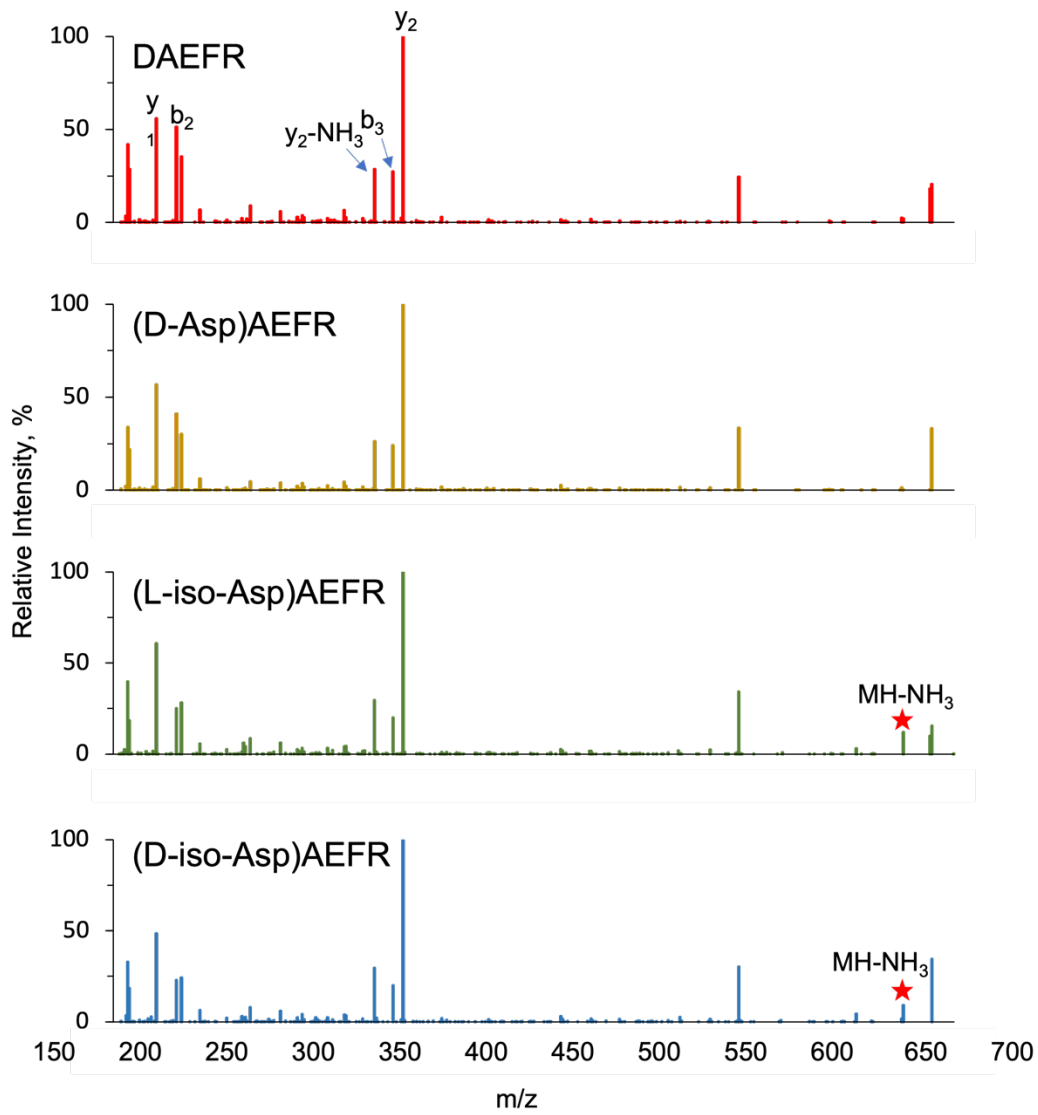 Relative Intensity, %
y₂
100
DAEFR
y
₁
b₂
50
y₂-NH₃
b₃
0
100
(D-Asp)AEFR
50
0
100
(L-iso-Asp)AEFR
50
MH-NH₃
0
100
(D-iso-Asp)AEFR
50
MH-NH₃
0
150 200 250 300 350 400 450 500 550 600 650 700
m/z